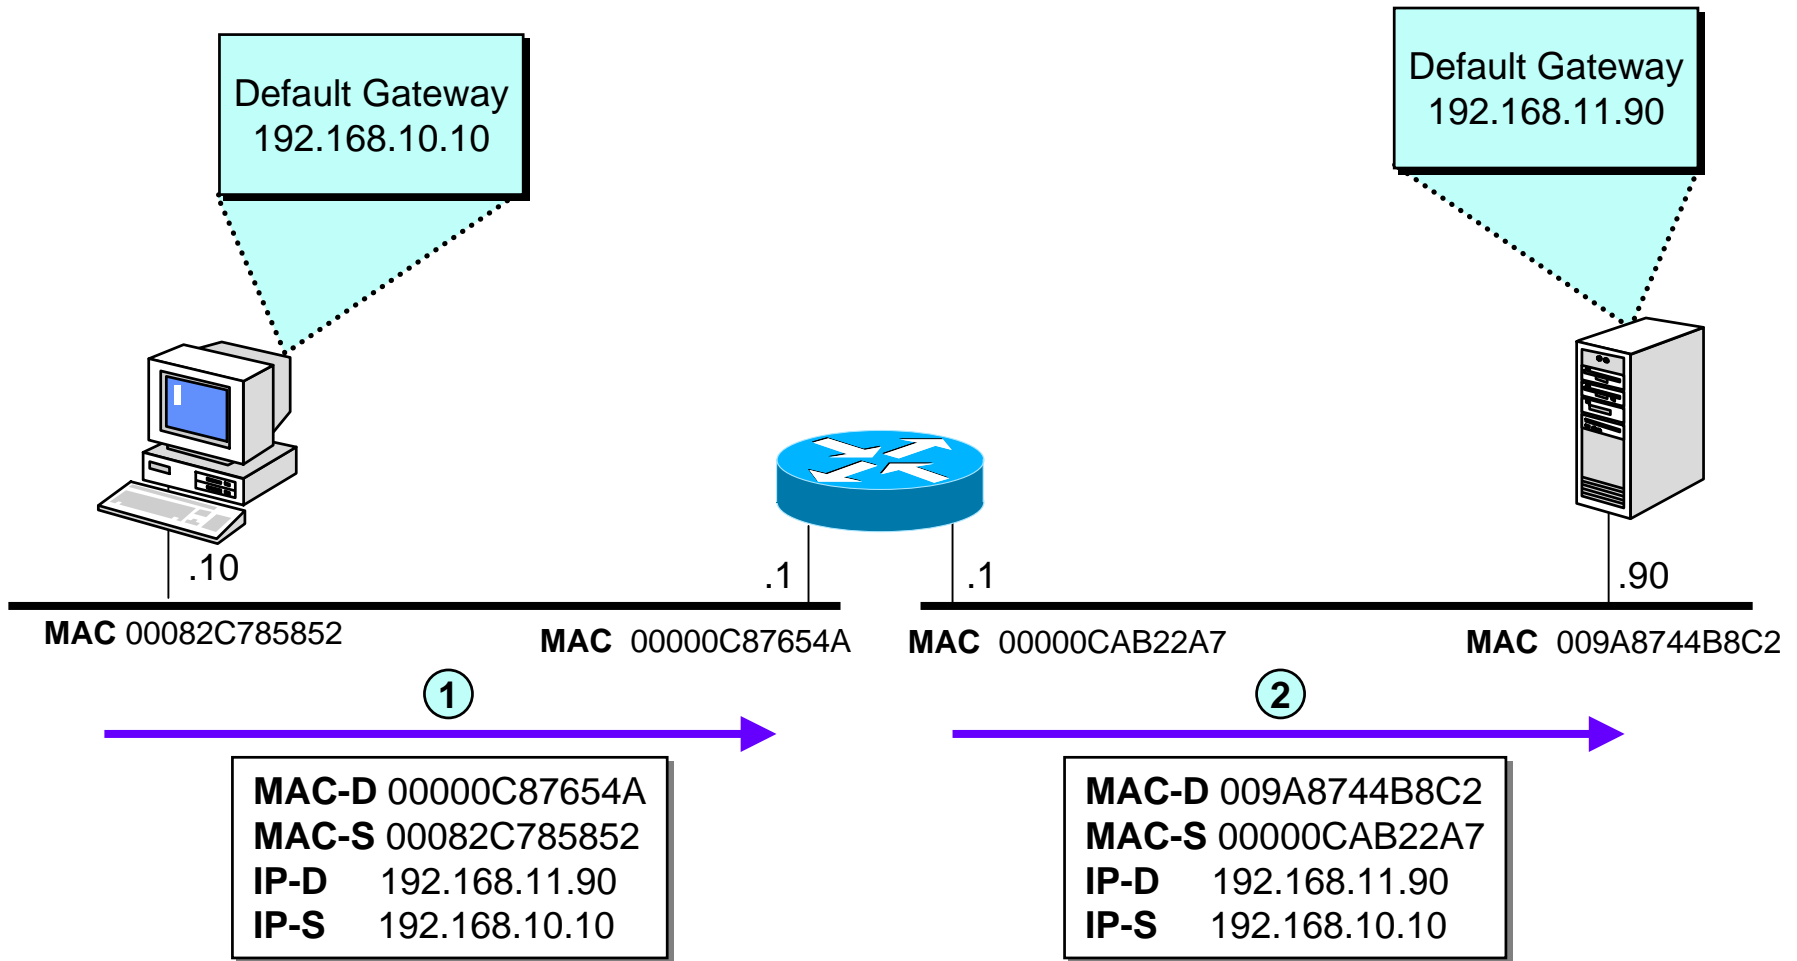 Default Gateway
192.168.10.10
Default Gateway
192.168.11.90
.10
.1
.1
.90
MAC 00082C785852
MAC 00000C87654A
MAC 00000CAB22A7
MAC 009A8744B8C2
1
2
MAC-D 00000C87654A
MAC-S 00082C785852
IP-D 192.168.11.90
IP-S 192.168.10.10
MAC-D 009A8744B8C2
MAC-S 00000CAB22A7
IP-D 192.168.11.90
IP-S 192.168.10.10